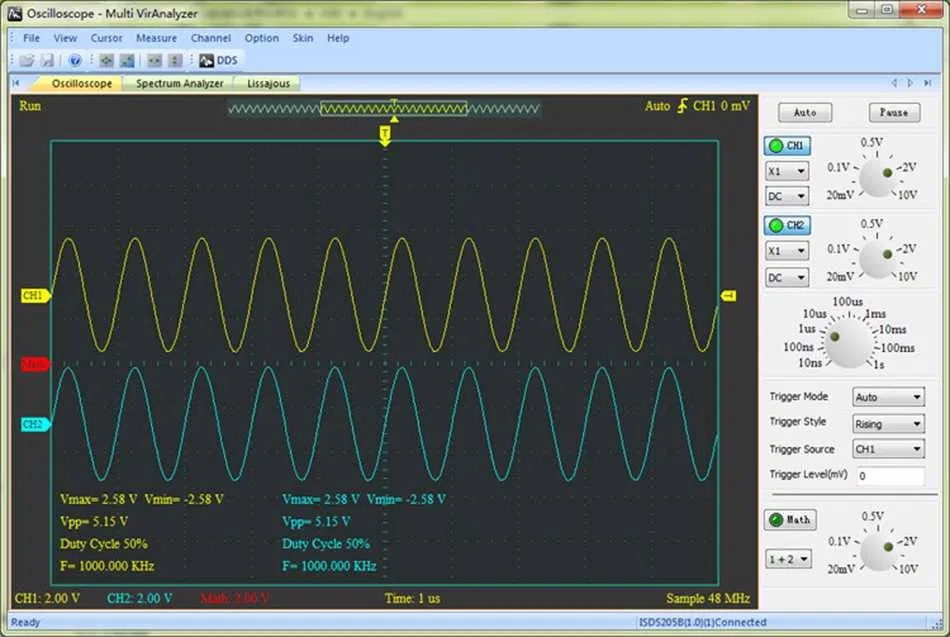 Oscilloscope - Multi VirAnalyzer
File View Cursor Measure Channel Option Skin Help
DDS
Oscilloscope Spectrum Analyzer Lissajous
Run
T
Auto CH1 0 mV
Auto Pause
T
CH1
0.5V
0.1V 2V
20mV 10V
X1
DC
CH2
0.5V
0.1V 2V
20mV 10V
X1
DC
CH1
Math
CH2
100us
10us 1ms
1us 10ms
100ns 100ms
10ns 1s
Trigger Mode Auto
Trigger Style Rising
Trigger Source CH1
Trigger Level(mV) 0
Vmax= 2.58 V Vmin= -2.58 V Vmax= 2.58 V Vmin= -2.58 V
Vpp= 5.15 V Vpp= 5.15 V
Duty Cycle 50% Duty Cycle 50%
F= 1000.000 KHz F= 1000.000 KHz
Math
0.5V
0.1V 2V
20mV 10V
1 + 2
CH1: 2.00 V CH2: 2.00 V Math: 2.00 V Time: 1 us Sample 48 MHz
Ready ISDS205B(1.0)(1)Connected